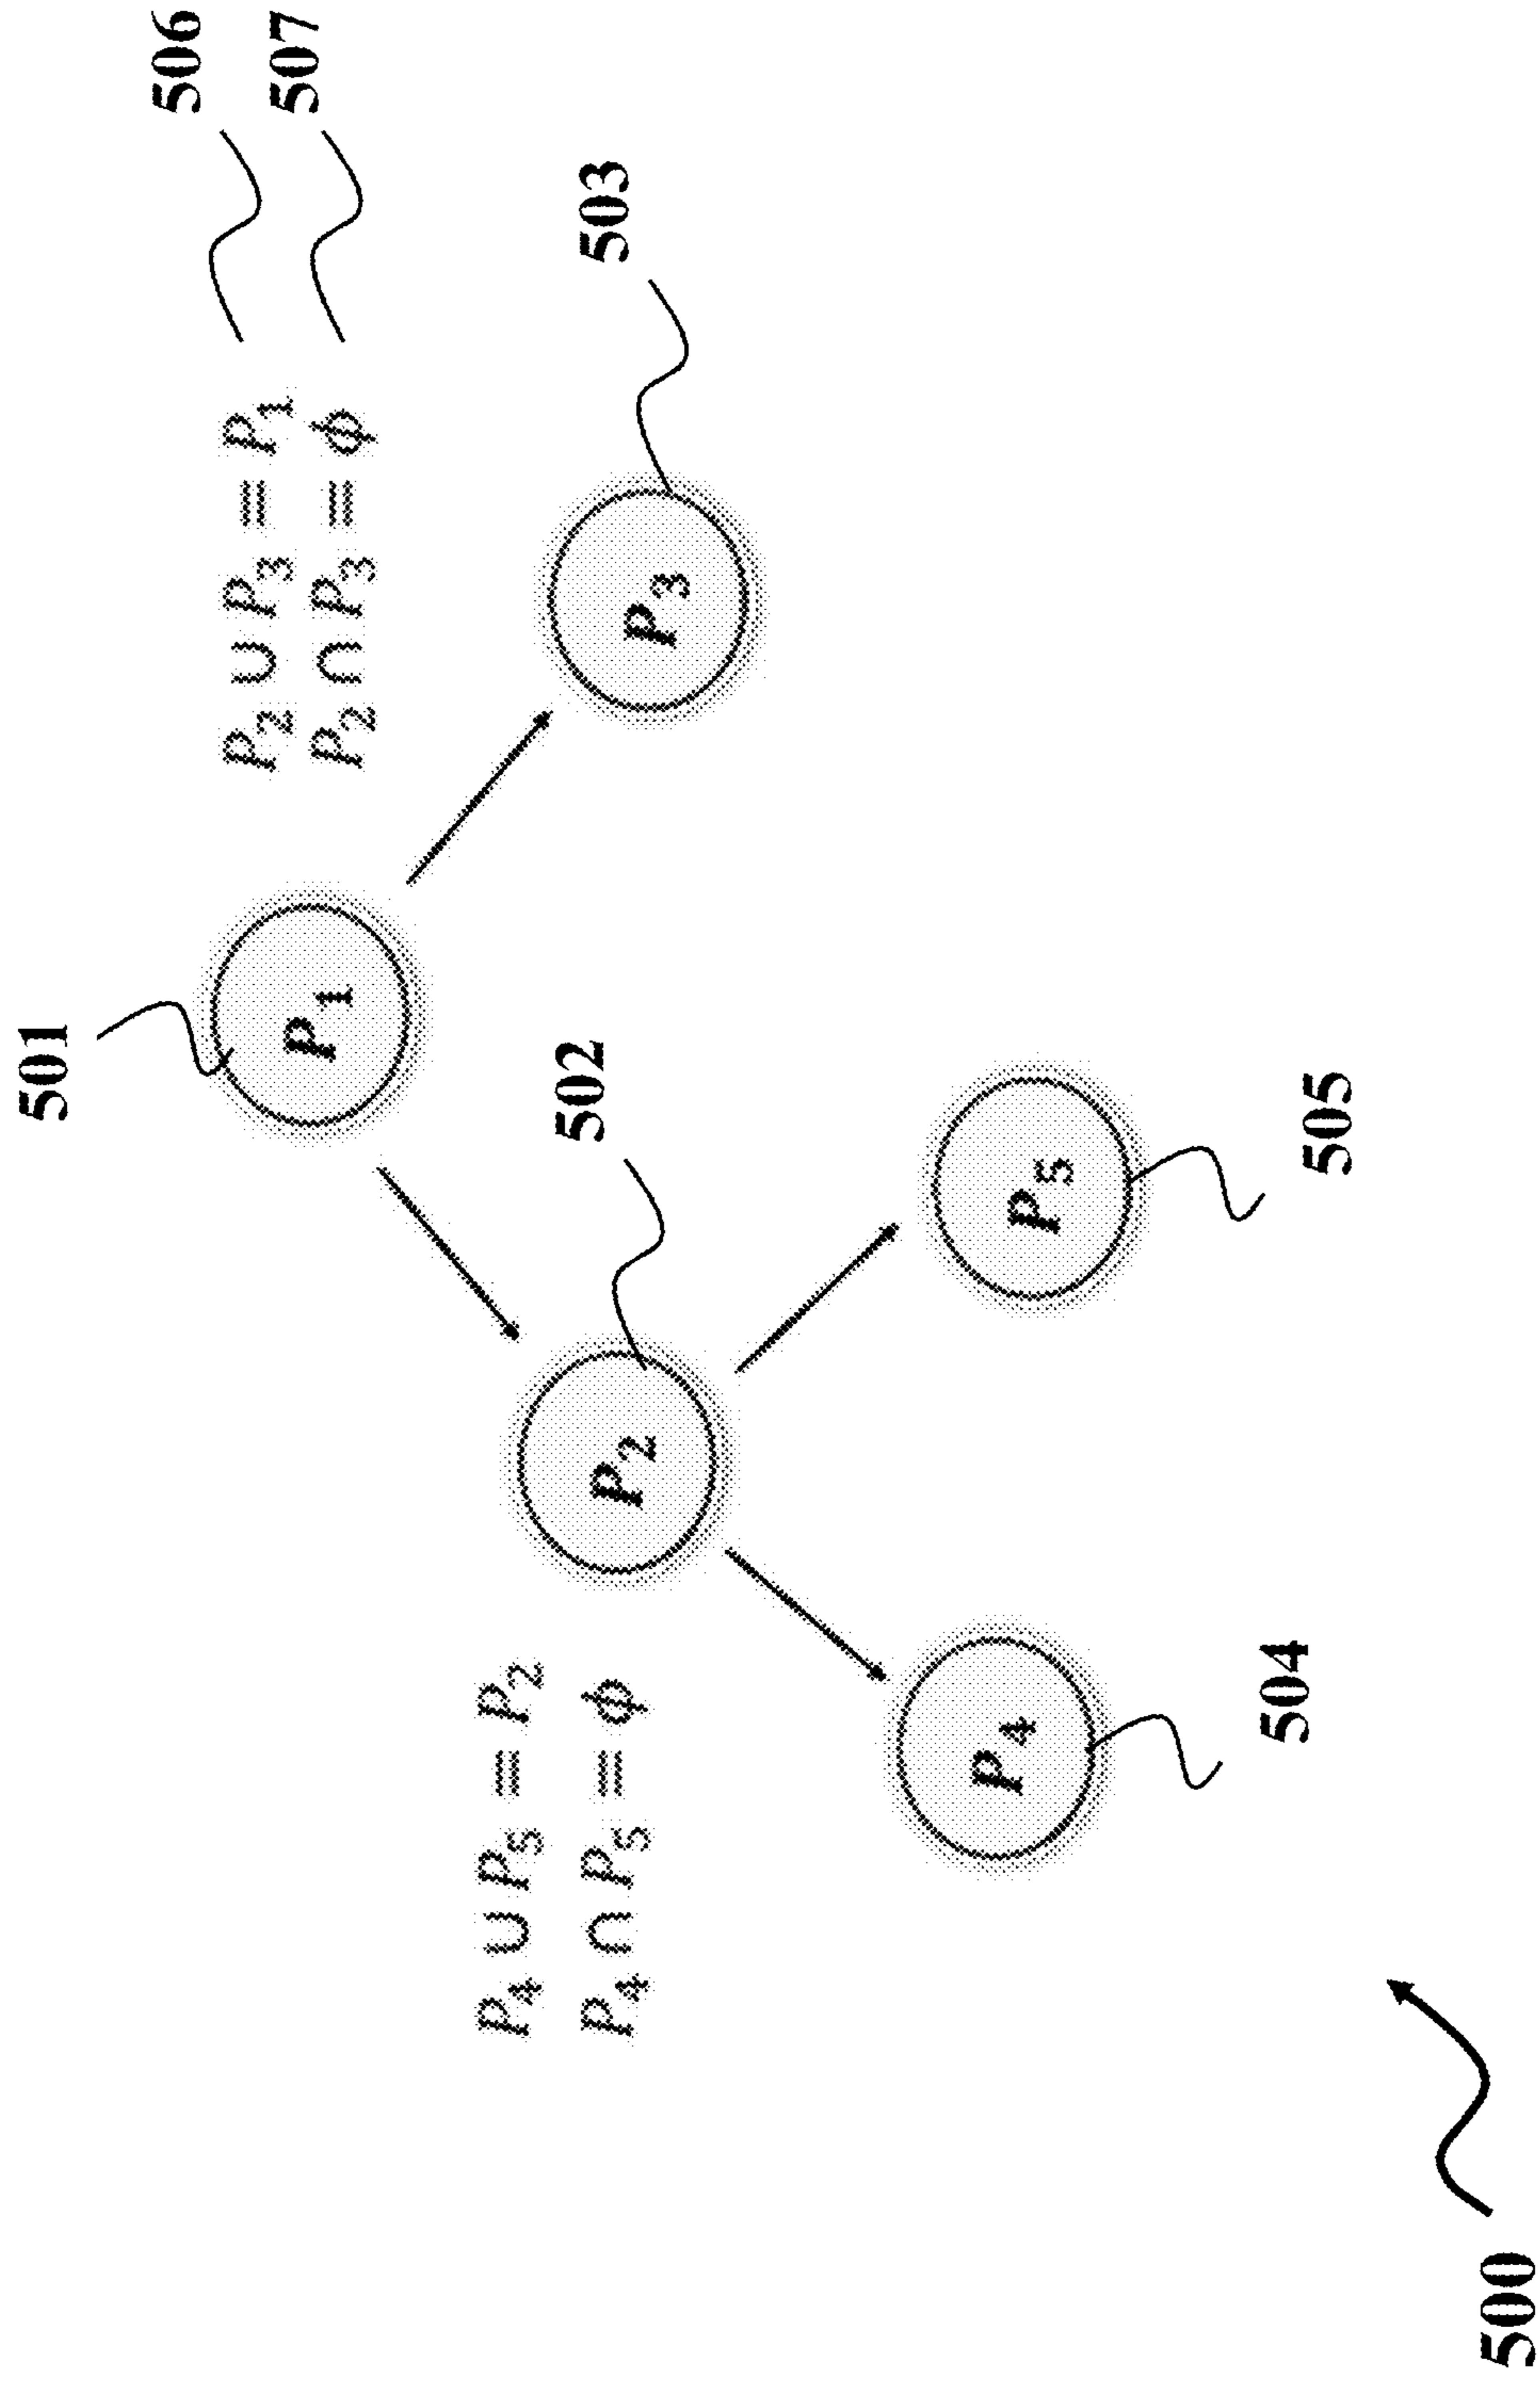 501
506
507
P₂ ∪ P₃ = P₁
P₂ ∩ P₃ = ϕ
P₁
503
502
P₄ ∪ P₅ = P₂
P₄ ∩ P₅ = ϕ
P₂
P₃
P₄
P₅
504
505
500